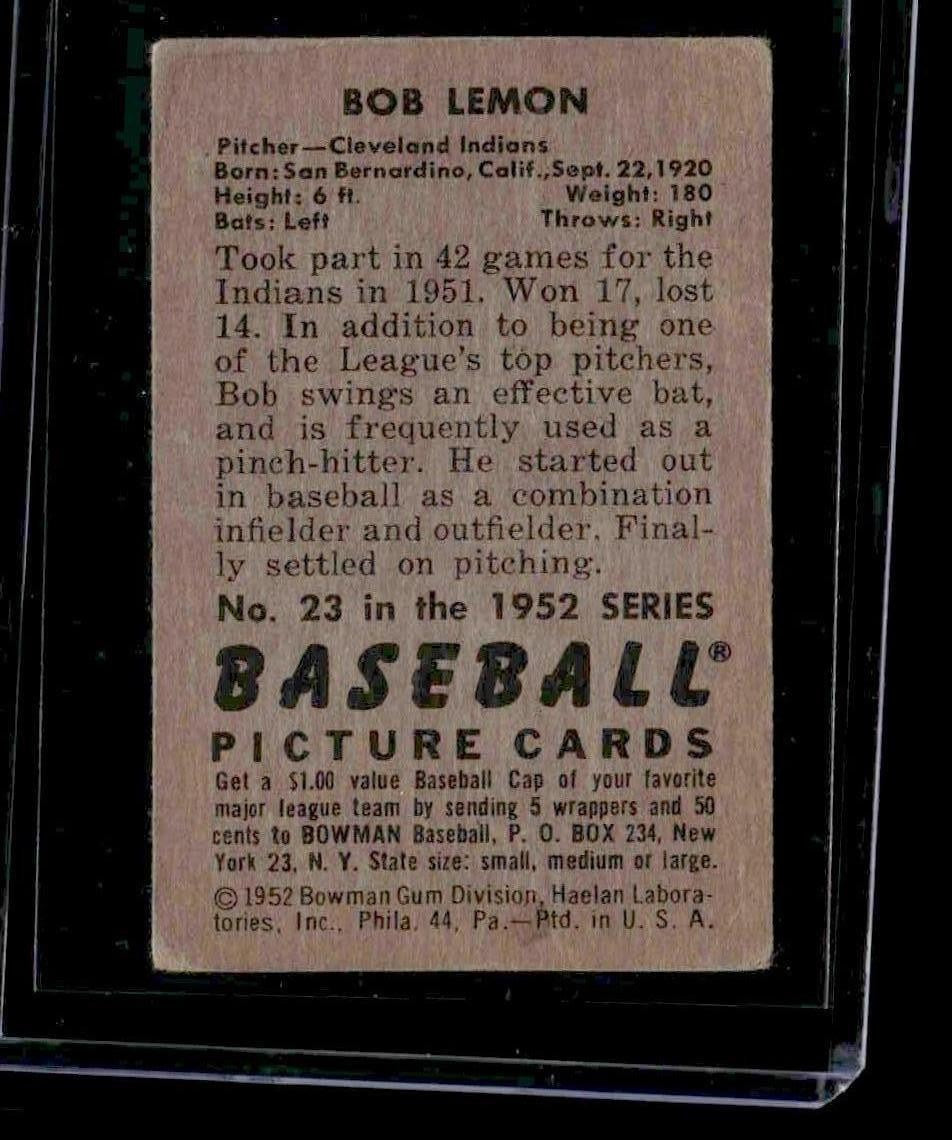 BOB LEMON
Pitcher—Cleveland Indians
Born: San Bernardino, Calif., Sept. 22, 1920
Height: 6 ft. Weight: 180
Bats: Left Throws: Right
Took part in 42 games for the
Indians in 1951. Won 17, lost
14. In addition to being one
of the League's top pitchers,
Bob swings an effective bat,
and is frequently used as a
pinch-hitter. He started out
in baseball as a combination
infielder and outfielder. Final-
ly settled on pitching.
No. 23 in the 1952 SERIES
BASEBALL®
PICTURE CARDS
Get a $1.00 value Baseball Cap of your favorite
major league team by sending 5 wrappers and 50
cents to BOWMAN Baseball, P. O. BOX 234, New
York 23, N. Y. State size: small, medium or large.
© 1952 Bowman Gum Division, Haelan Labora-
tories, Inc., Phila. 44, Pa.—Ptd. in U. S. A.